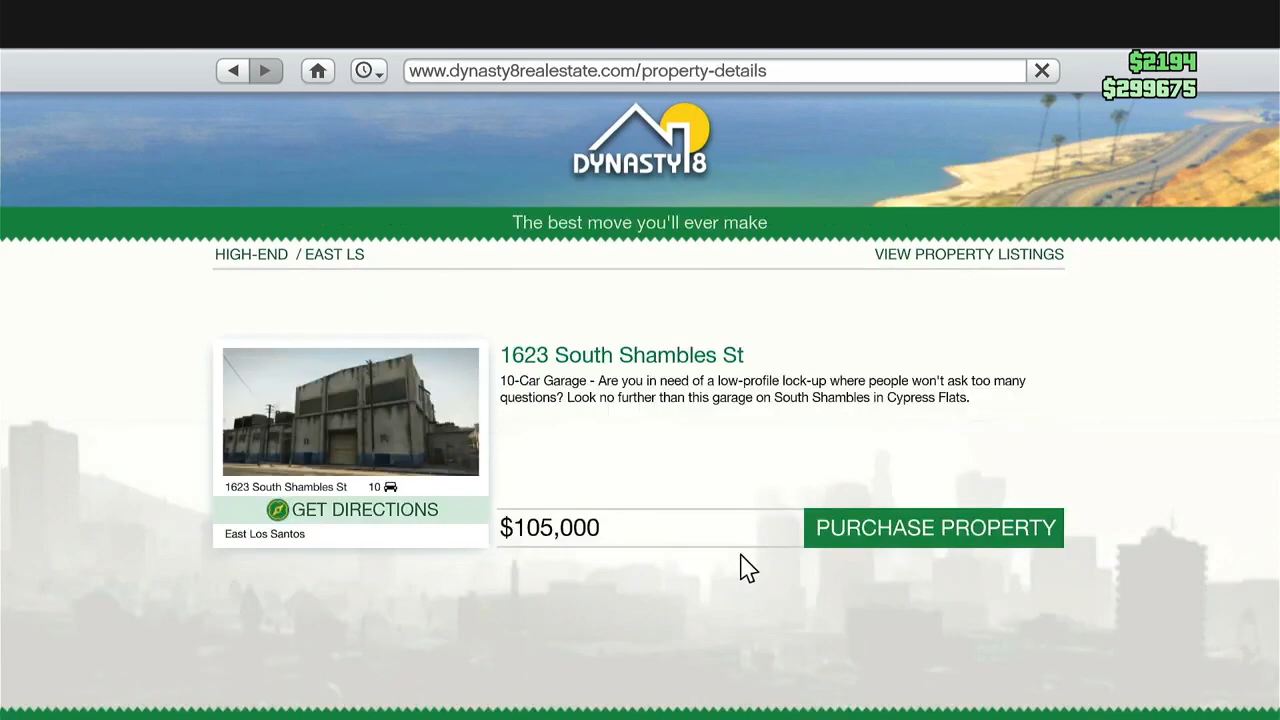 $2194
www.dynasty8realestate.com/property-details
$299675
DYNASTY 8
The best move you'll ever make
HIGH-END / EAST LS
VIEW PROPERTY LISTINGS
1623 South Shambles St
10-Car Garage - Are you in need of a low-profile lock-up where people won't ask too many
questions? Look no further than this garage on South Shambles in Cypress Flats.
1623 South Shambles St 10
GET DIRECTIONS
East Los Santos
$105,000
PURCHASE PROPERTY